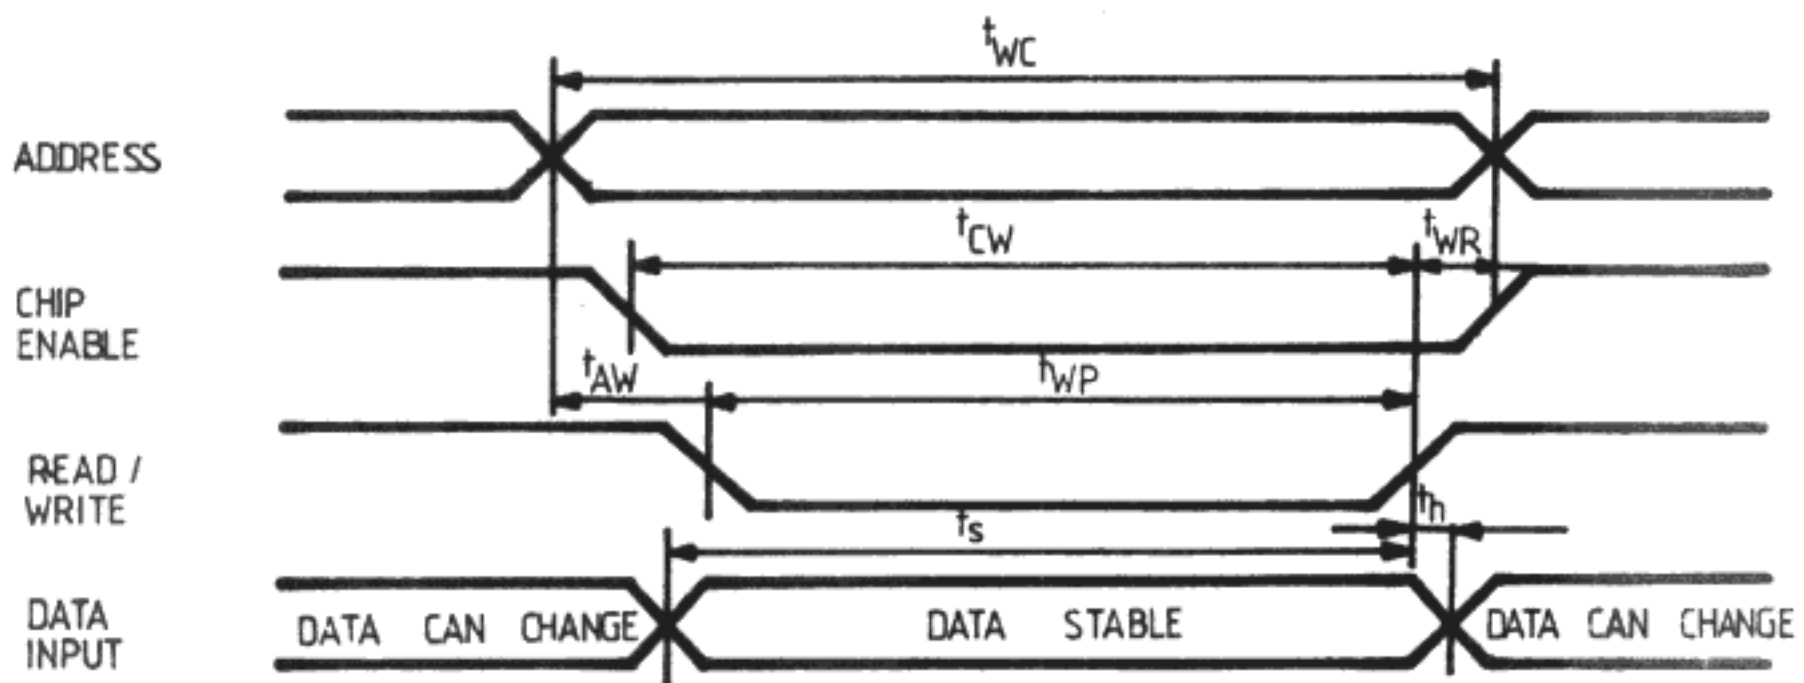 tWC
ADDRESS
tCW
tWR
CHIP
ENABLE
tAW
tWP
READ /
WRITE
th
ts
DATA
INPUT
DATA CAN CHANGE
DATA STABLE
DATA CAN CHANGE